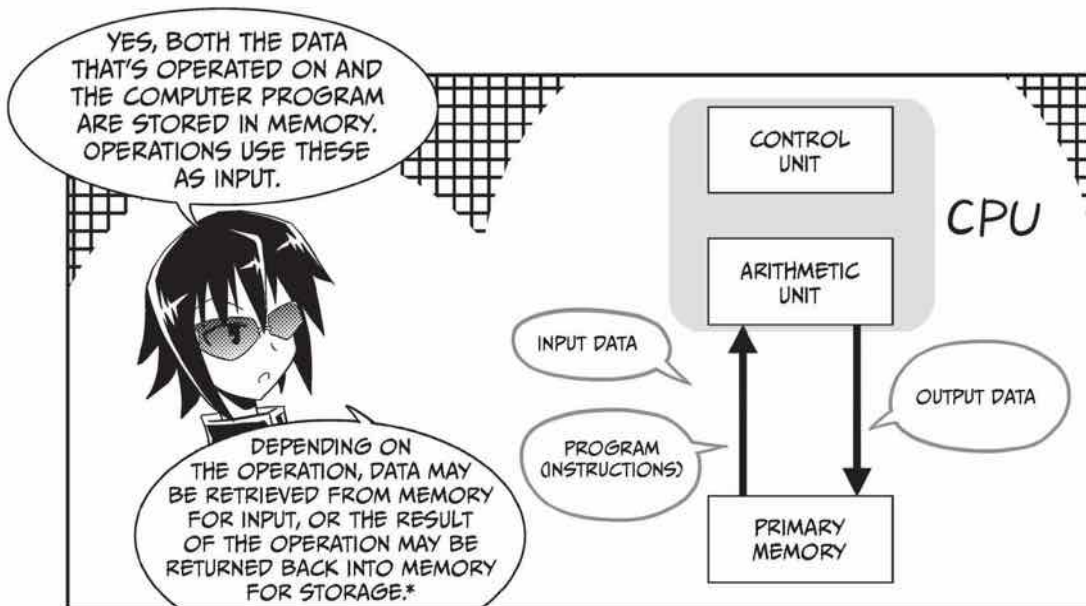 YES, BOTH THE DATA
THAT'S OPERATED ON AND
THE COMPUTER PROGRAM
ARE STORED IN MEMORY.
OPERATIONS USE THESE
AS INPUT.
CONTROL
UNIT
CPU
ARITHMETIC
UNIT
INPUT DATA
OUTPUT DATA
PROGRAM
(INSTRUCTIONS)
PRIMARY
MEMORY
DEPENDING ON
THE OPERATION, DATA MAY
BE RETRIEVED FROM MEMORY
FOR INPUT, OR THE RESULT
OF THE OPERATION MAY BE
RETURNED BACK INTO MEMORY
FOR STORAGE.*